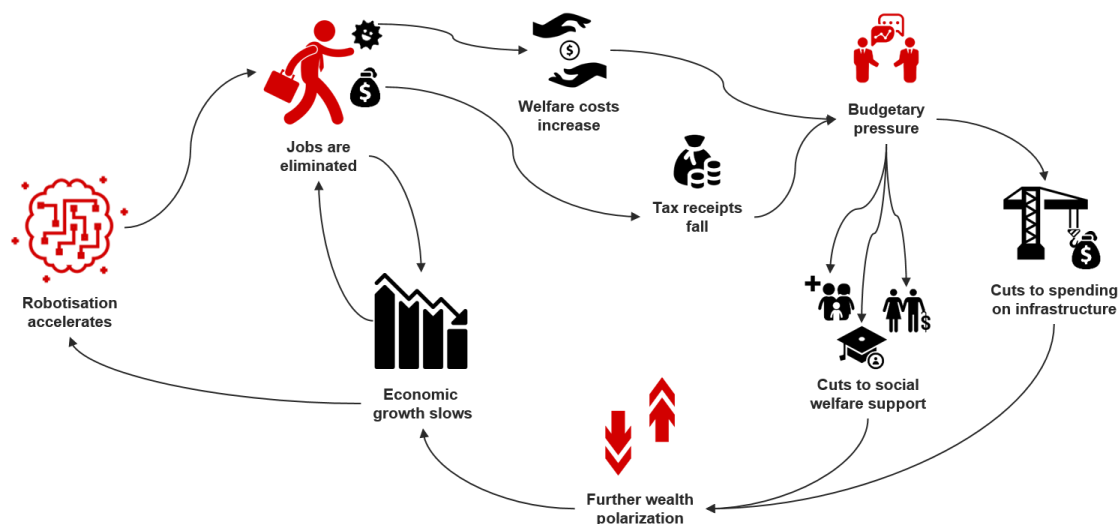 Welfare costs
increase
Budgetary
pressure
Jobs are
eliminated
Tax receipts
fall
Robotisation
accelerates
Cuts to spending
on infrastructure
Economic
growth slows
Cuts to social
welfare support
Further wealth
polarization
$
$
$
$
1